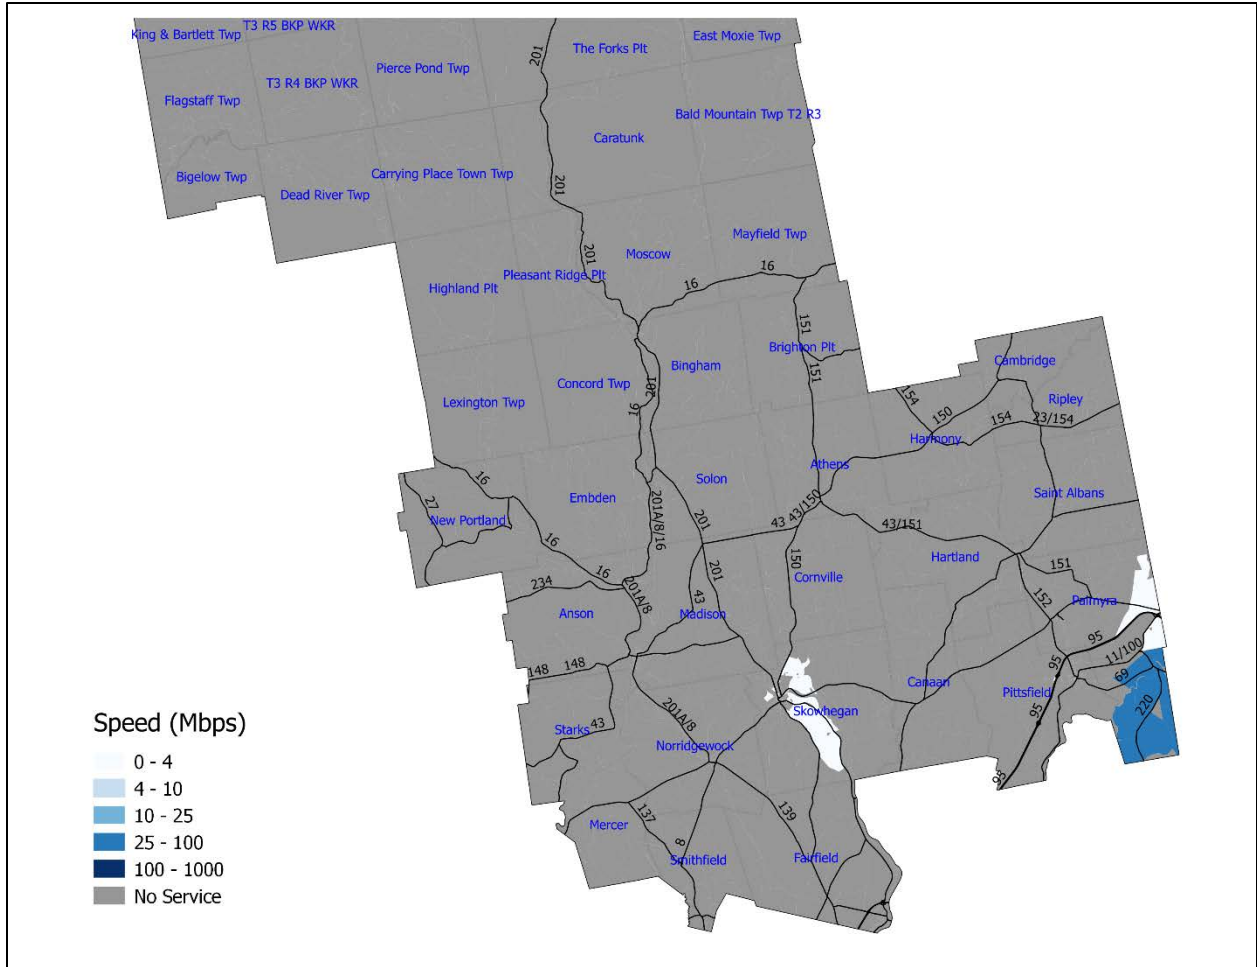 T3 R5 BKP WKR
King & Bartlett Twp
East Moxie Twp
The Forks Plt
201
Pierce Pond Twp
T3 R4 BKP WKR
Flagstaff Twp
Bald Mountain Twp T2 R3
Caratunk
Carrying Place Town Twp
Bigelow Twp
Dead River Twp
201
Mayfield Twp
Moscow
201
16
Pleasant Ridge Plt
16
Highland Plt
151
Brighton Plt
Cambridge
Bingham
151
Concord Twp
201
154
Ripley
Lexington Twp
16
150
154
23/154
Harmony
Athens
16
Solon
Saint Albans
27
Embden
201A/8/16
43/150
New Portland
201
43
43/151
16
150
Hartland
151
16
201
Cornville
234
201A/8
43
152
Palmyra
Anson
Madison
95
11/100
148
148
95
69
Canaan
Pittsfield
220
201A/8
Skowhegan
95
Starks
43
Norridgewock
95
Mercer
137
139
8
Smithfield
Fairfield
Speed (Mbps)
0 - 4
4 - 10
10 - 25
25 - 100
100 - 1000
No Service